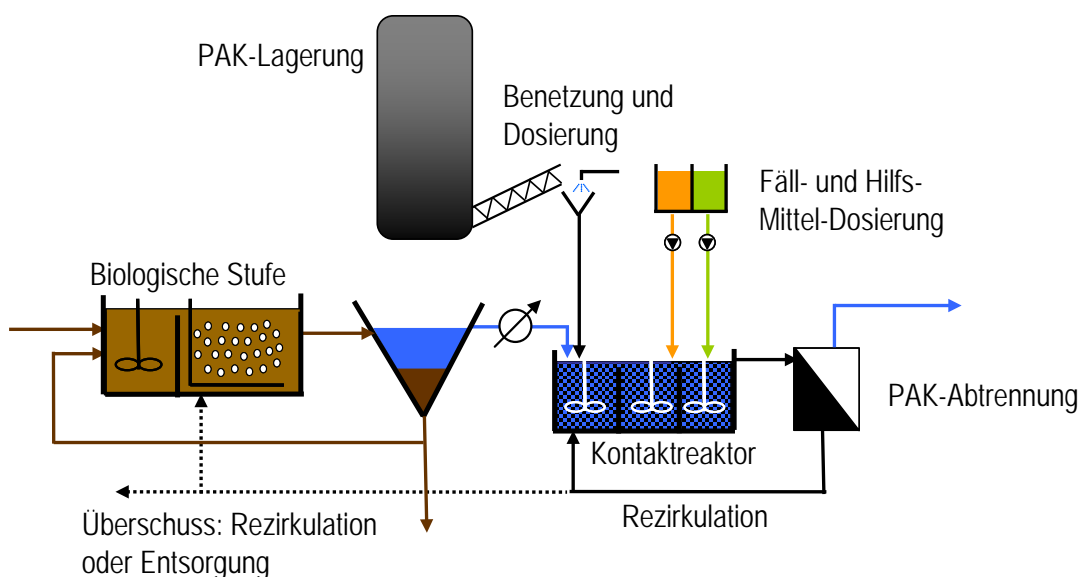 PAK-Lagerung
Benetzung und
Dosierung
Fäll- und Hilfs-
Mittel-Dosierung
Biologische Stufe
PAK-Abtrennung
Kontaktreaktor
Rezirkulation
Überschuss: Rezirkulation
oder Entsorgung